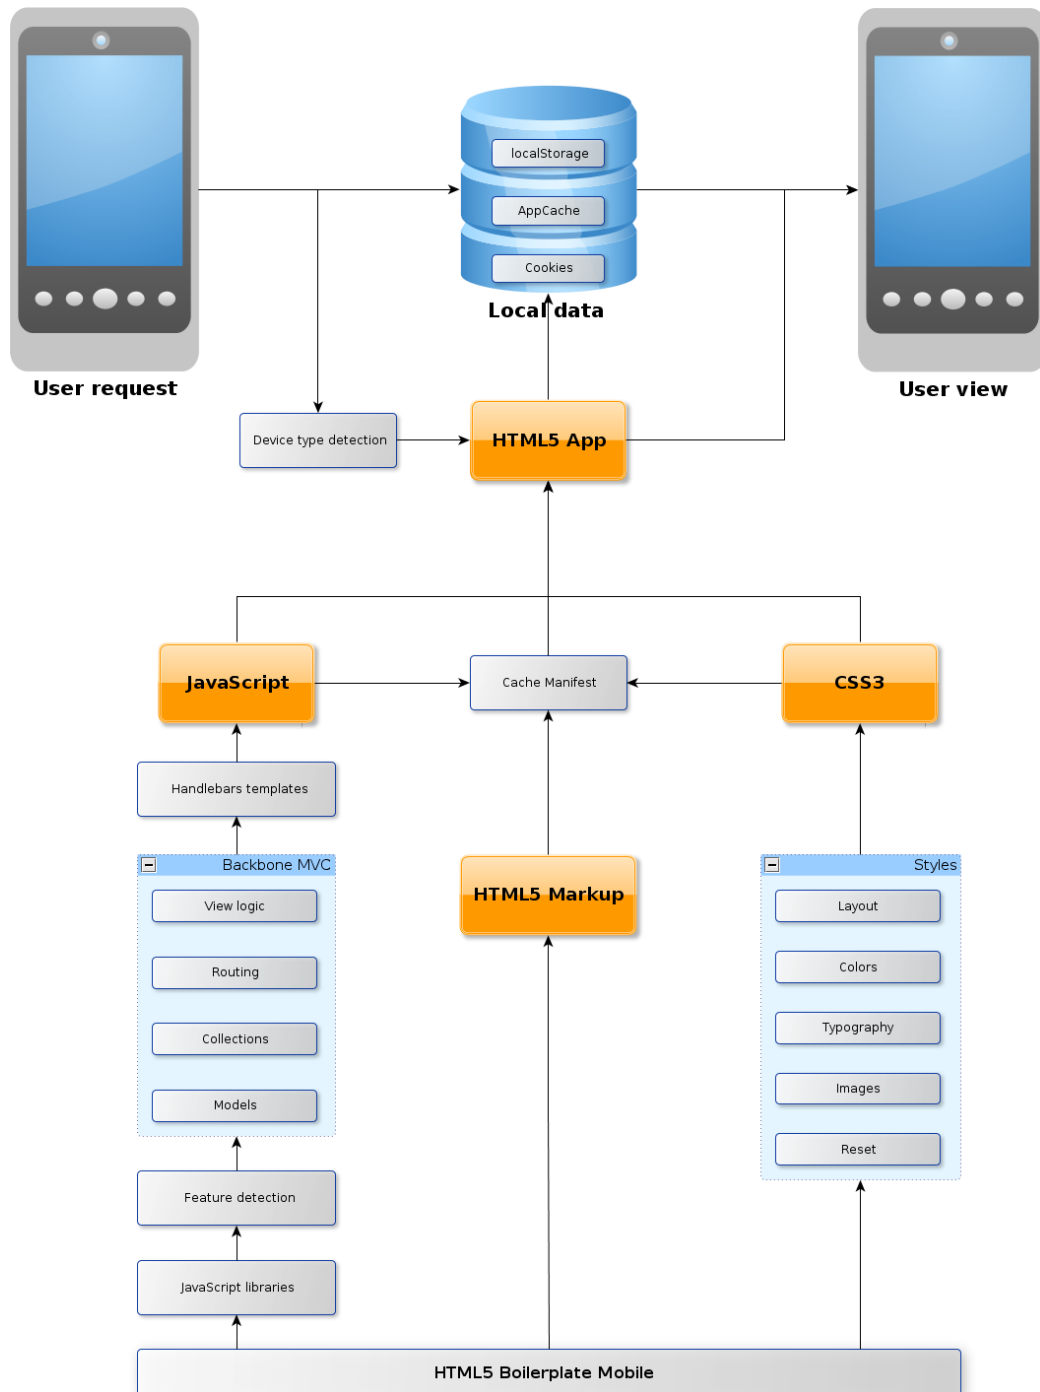 localStorage
AppCache
Cookies
Local data
User request
User view
Device type detection
HTML5 App
JavaScript
Cache Manifest
CSS3
Handlebars templates
Backbone MVC
View logic
Routing
Collections
Models
HTML5 Markup
Styles
Layout
Colors
Typography
Images
Reset
Feature detection
JavaScript libraries
HTML5 Boilerplate Mobile